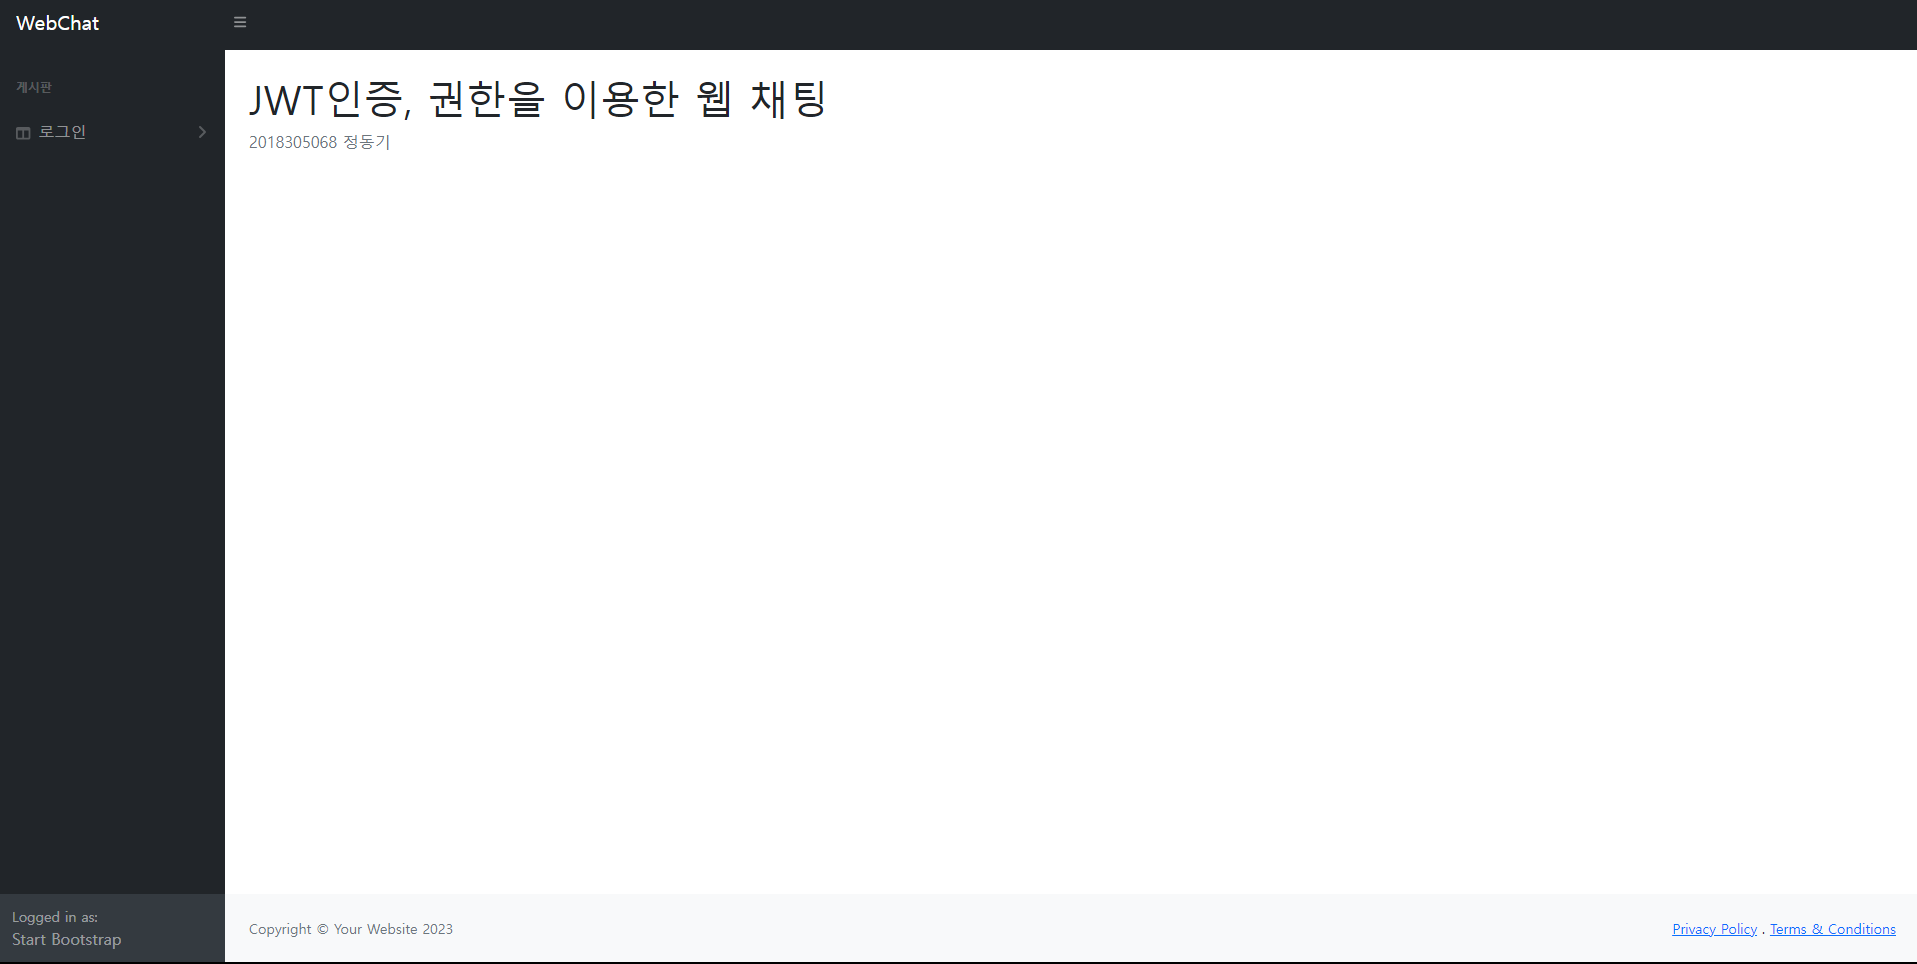 WebChat
게시판
로그인
JWT인증, 권한을 이용한 웹 채팅
2018305068 정동기
Logged in as:
Start Bootstrap
Copyright © Your Website 2023
Privacy Policy . Terms & Conditions